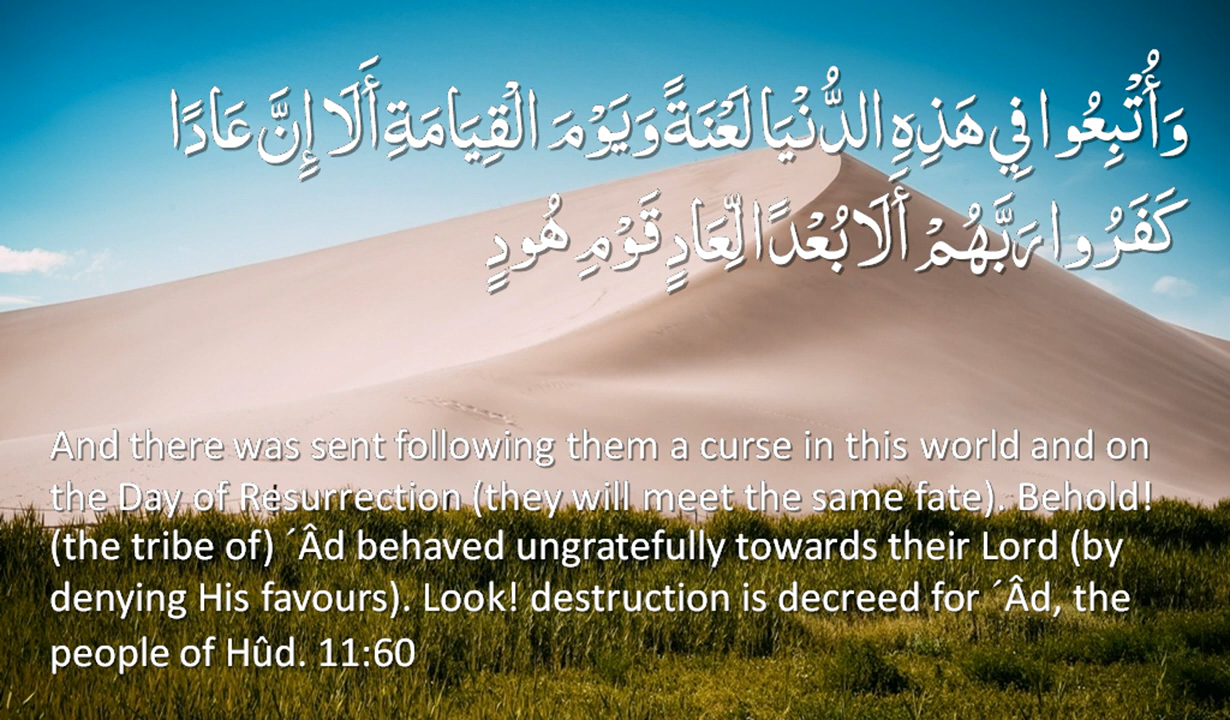 وَأُتْبِعُوا فِي هَذِهِ الدُّنْيَا لَعْنَةً وَيَوْمَ الْقِيَامَةِ أَلَا إِنَّ عَادًا
كَفَرُوا رَبَّهُمْ أَلَا بُعْدًا لِّعَادٍ قَوْمِ هُودٍ
And there was sent following them a curse in this world and on
the Day of Resurrection (they will meet the same fate). Behold!
(the tribe of) ´Âd behaved ungratefully towards their Lord (by
denying His favours). Look! destruction is decreed for ´Âd, the
people of Hûd. 11:60